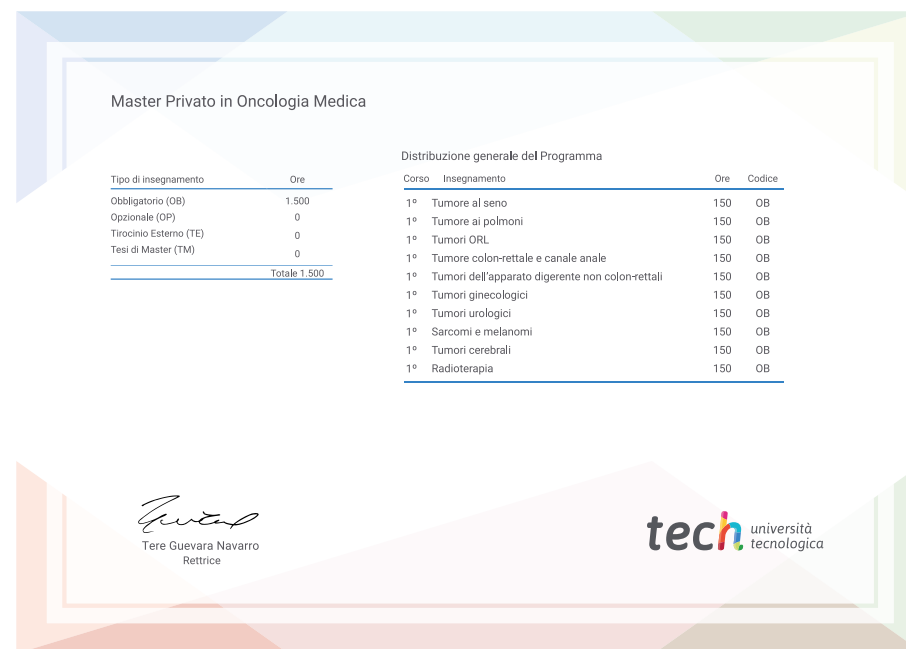 Master Privato in Oncologia Medica
Distribuzione generale del Programma
Tipo di insegnamento Ore
Obbligatorio (OB) 1.500
Opzionale (OP) 0
Tirocinio Esterno (TE) 0
Tesi di Master (TM) 0
Totale 1.500
Corso Insegnamento Ore Codice
1º Tumore al seno 150 OB
1º Tumore ai polmoni 150 OB
1º Tumori ORL 150 OB
1º Tumore colon-rettale e canale anale 150 OB
1º Tumori dell'apparato digerente non colon-rettali 150 OB
1º Tumori ginecologici 150 OB
1º Tumori urologici 150 OB
1º Sarcomi e melanomi 150 OB
1º Tumori cerebrali 150 OB
1º Radioterapia 150 OB
Tere Guevara Navarro
Rettrice
tech università
tecnologica